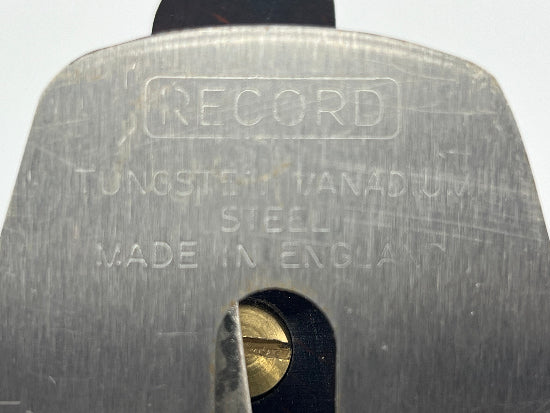 RECORD
TUNGSTEN VANADIUM
STEEL
MADE IN ENGLAND